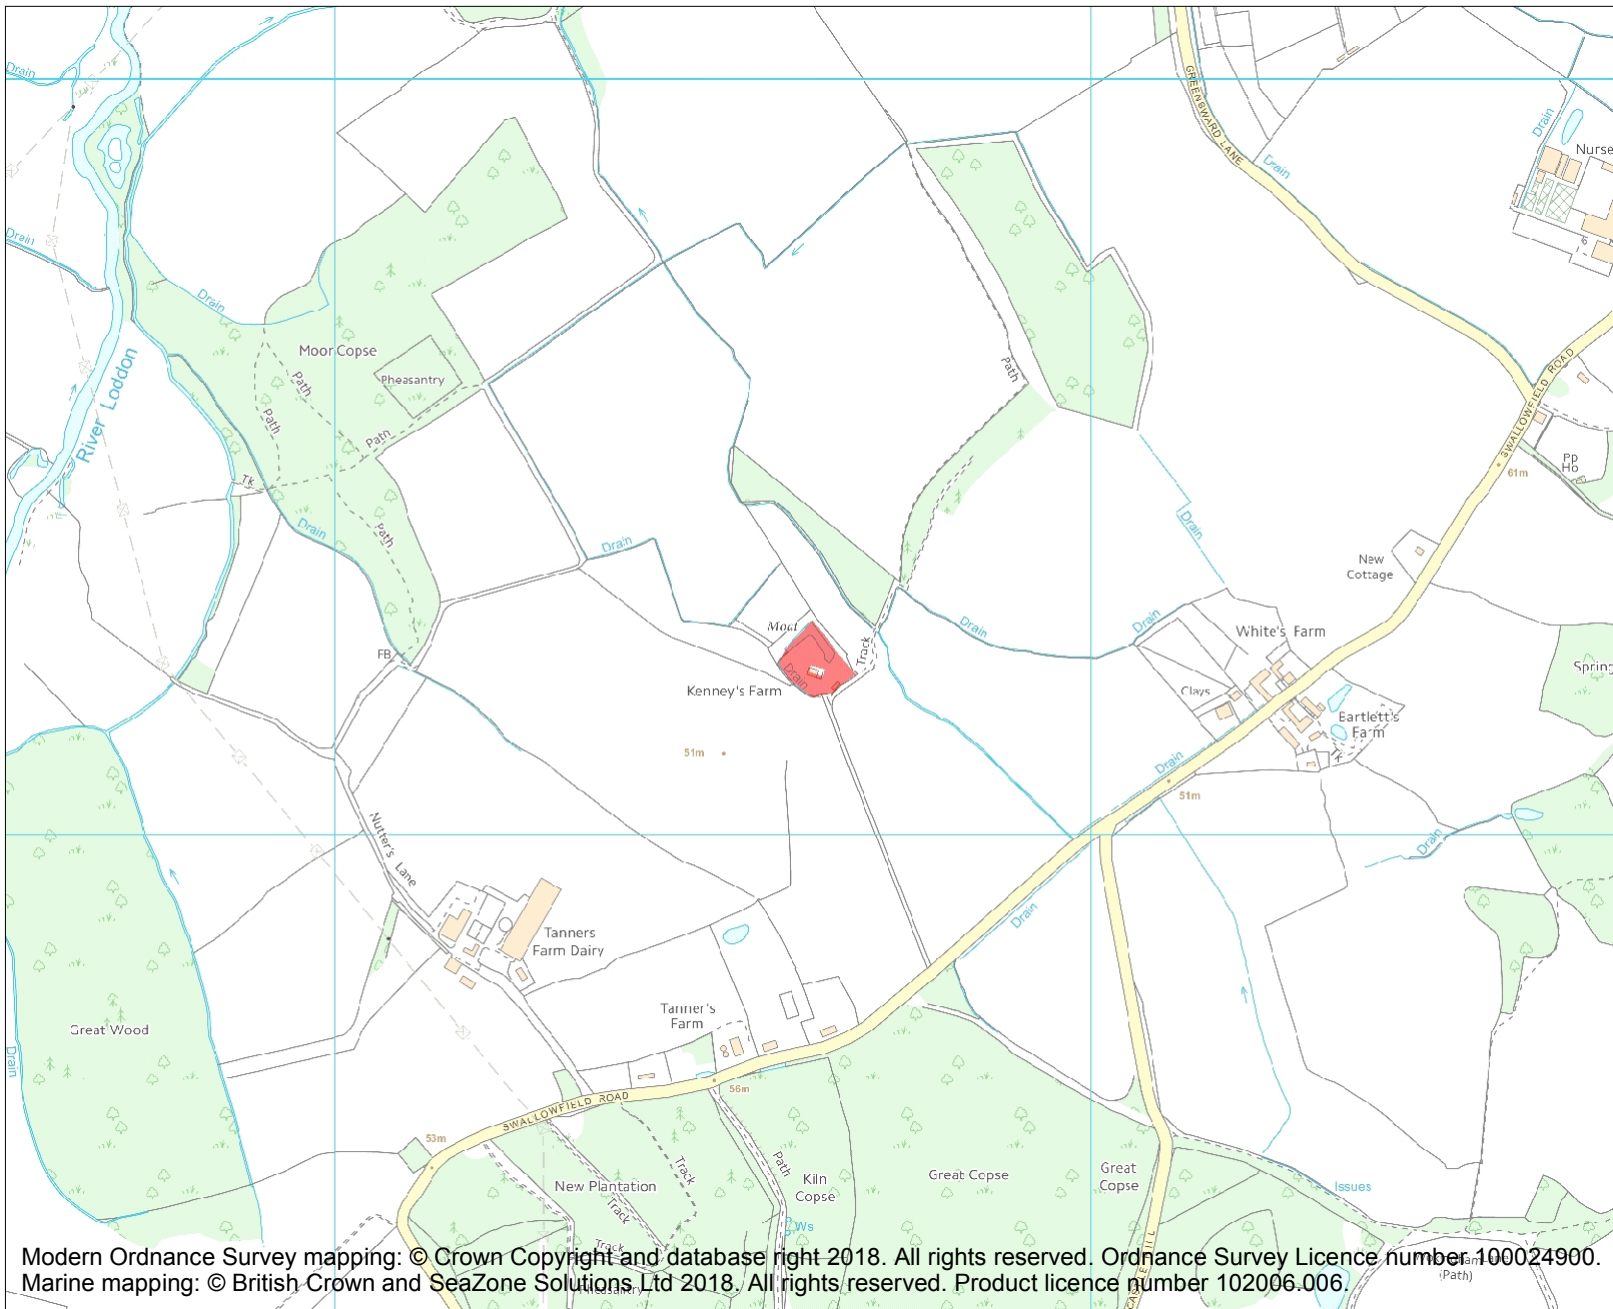 Drain
GREENSWARD LANE
Drain
Drain
Drain
Drain
Moor Copse
Pheasantry
River Loddon
Path
Path
Path
Path
Path
Tk
Drain
Drain
SWALLOWFIELD ROAD
61m
Pp
Ho
New
Cottage
Drain
Drain
Drain
White's Farm
Moat
Drain
Track
Kenney's Farm
FB
Clays
Bartlett's
Farm
Tk
51m
Drain
51m
Drain
Nutter's Lane
Tanners
Farm Dairy
Drain
Great Wood
Drain
Tanner's
Farm
56m
SWALLOWFIELD ROAD
53m
New Plantation
Track
Track
Track
Path
Kiln
Copse
Great Copse
Great
Copse
Issues
Ws
Pheasantry
(Path)
Modern Ordnance Survey mapping: © Crown Copyright and database right 2018. All rights reserved. Ordnance Survey Licence number 100024900.
Marine mapping: © British Crown and SeaZone Solutions Ltd 2018. All rights reserved. Product licence number 102006.006.